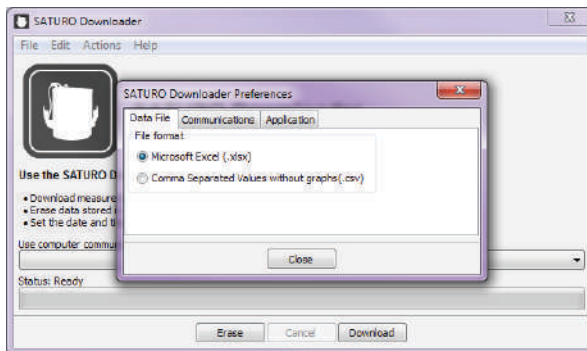 SATURO Downloader
File Edit Actions Help
SATURO Downloader Preferences
Data File Communications Application
File format
Microsoft Excel (.xlsx)
Comma Separated Values without graphs(.csv)
Close
Use the SATURO D
• Download measure
• Erase data stored
• Set the date and
Use computer commu
Status: Ready
Erase Cancel Download